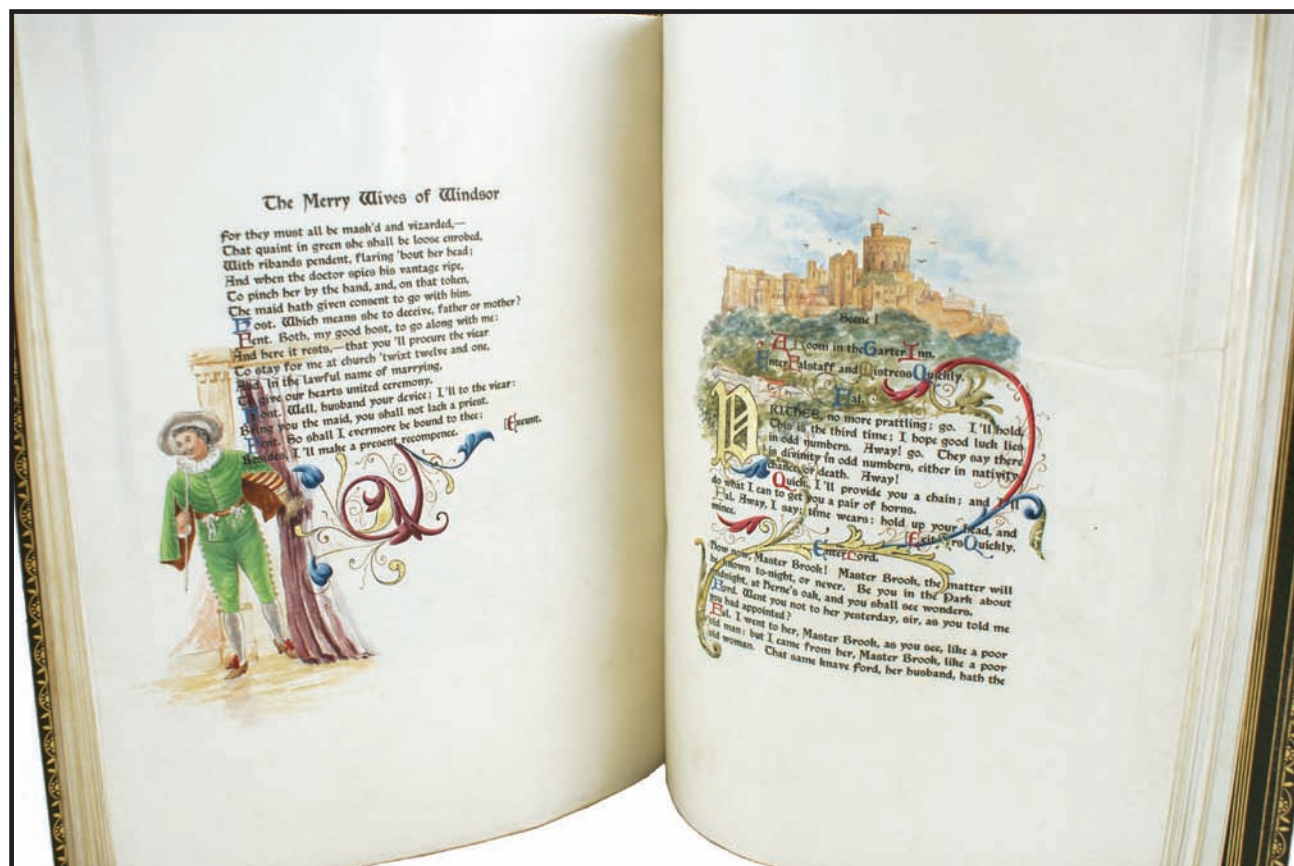 The Merry Wives of Windsor
For they must all be mask'd and vizarded,—
That quaint in green she shall be loose enrobed,
With ribands pendent, flaring 'bout her head;
And when the doctor spies his vantage ripe,
To pinch her by the hand, and, on that token,
The maid hath given consent to go with him.
Host. Which means she to deceive, father or mother?
Fent. Both, my good host, to go along with me:
And here it rests,—that you 'll procure the vicar
To stay for me at church 'twixt twelve and one,
And, in the lawful name of marrying,
To give our hearts united ceremony.
Host. Well, husband your device; I'll to the vicar:
Bring you the maid, you shall not lack a priest.
Fent. So shall I evermore be bound to thee;
Besides, I'll make a present recompence. [Exeunt.
Scene I
A Room in the Garter Inn.
Enter Falstaff and Mistress Quickly.
Fal.
PRITHEE, no more prattling; go. I'll hold.
This is the third time; I hope good luck lies
in odd numbers. Away! go. They say there
is divinity in odd numbers, either in nativity,
chance, or death. Away!
Quick. I'll provide you a chain; and I'll
do what I can to get you a pair of horns.
Fal. Away, I say; time wears: hold up your head, and
mince. [Exit Mrs Quickly.
Enter Ford.
How now, Master Brook! Master Brook, the matter will
be known to-night, or never. Be you in the Park about
midnight, at Herne's oak, and you shall see wonders.
Ford. Went you not to her yesterday, sir, as you told me
you had appointed?
Fal. I went to her, Master Brook, as you see, like a poor
old man: but I came from her, Master Brook, like a poor
old woman. That same knave Ford, her husband, hath the